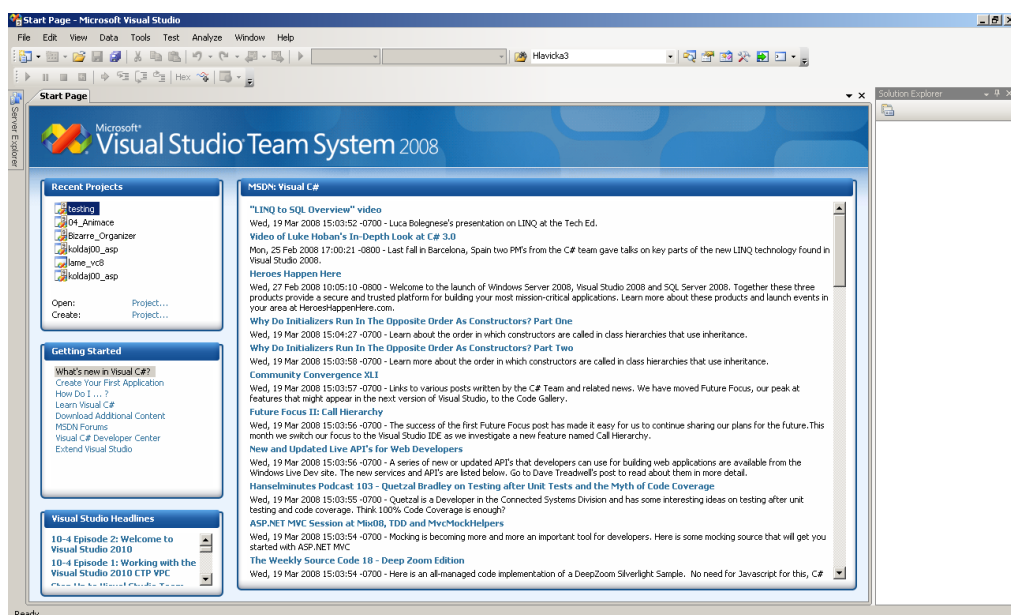 Start Page - Microsoft Visual Studio
File Edit View Data Tools Test Analyze Window Help
Hlavicka3
Hex
Server Explorer
Start Page
Solution Explorer
Microsoft®
Visual Studio® Team System 2008
Recent Projects
testing
04_Animace
Bizarre_Organizer
koldaj00_asp
lame_vc8
koldaj00_asp
Open: Project...
Create: Project...
Getting Started
What's new in Visual C#?
Create Your First Application
How Do I ... ?
Learn Visual C#
Download Additional Content
MSDN Forums
Visual C# Developer Center
Extend Visual Studio
Visual Studio Headlines
10-4 Episode 2: Welcome to
Visual Studio 2010
10-4 Episode 1: Working with the
Visual Studio 2010 CTP VPC
MSDN: Visual C#
"LINQ to SQL Overview" video
Wed, 19 Mar 2008 15:03:52 -0700 - Luca Bolegnese's presentation on LINQ at the Tech Ed.
Video of Luke Hoban's In-Depth Look at C# 3.0
Mon, 25 Feb 2008 17:00:21 -0800 - Last fall in Barcelona, Spain two PM's from the C# team gave talks on key parts of the new LINQ technology found in
Visual Studio 2008.
Heroes Happen Here
Wed, 27 Feb 2008 10:05:10 -0800 - Welcome to the launch of Windows Server 2008, Visual Studio 2008 and SQL Server 2008. Together these three
products provide a secure and trusted platform for building your most mission-critical applications. Learn more about these products and launch events in
your area at HeroesHappenHere.com.
Why Do Initializers Run In The Opposite Order As Constructors? Part One
Wed, 19 Mar 2008 15:04:27 -0700 - Learn about the order in which constructors are called in class hierarchies that use inheritance.
Why Do Initializers Run In The Opposite Order As Constructors? Part Two
Wed, 19 Mar 2008 15:03:58 -0700 - Learn more about the order in which constructors are called in class hierarchies that use inheritance.
Community Convergence XLI
Wed, 19 Mar 2008 15:03:57 -0700 - Links to various posts written by the C# Team and related news. We have moved Future Focus, our peak at
features that might appear in the next version of Visual Studio, to the Code Gallery.
Future Focus II: Call Hierarchy
Wed, 19 Mar 2008 15:03:56 -0700 - The success of the first Future Focus post has made it easy for us to continue sharing our plans for the future.This
month we switch our focus to the Visual Studio IDE as we investigate a new feature named Call Hierarchy.
New and Updated Live API's for Web Developers
Wed, 19 Mar 2008 15:03:56 -0700 - A series of new or updated API's that developers can use for building web applications are available from the
Windows Live Dev site. The new services and API's are listed below. Go to Dave Treadwell's post to read about them in more detail.
Hanselminutes Podcast 103 - Quetzal Bradley on Testing after Unit Tests and the Myth of Code Coverage
Wed, 19 Mar 2008 15:03:55 -0700 - Quetzal is a Developer in the Connected Systems Division and has some interesting ideas on testing after unit
testing and code coverage. Think 100% Code Coverage is enough?
ASP.NET MVC Session at Mix08, TDD and MvcMockHelpers
Wed, 19 Mar 2008 15:03:54 -0700 - Mocking is becoming more and more an important tool for developers. Here is some mocking source that will get you
started with ASP.NET MVC
The Weekly Source Code 18 - Deep Zoom Edition
Wed, 19 Mar 2008 15:03:54 -0700 - Here is an all-managed code implementation of a DeepZoom Silverlight Sample. No need for Javascript for this, C#
Ready